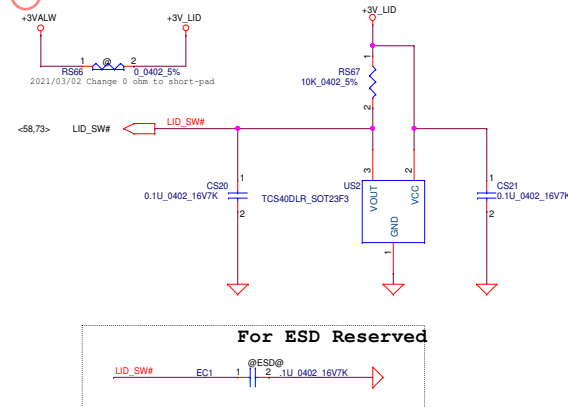 +3VALW
+3V_LID
+3V_LID
1
@
2
RS66
0_0402_5%
2021/03/02 Change 0 ohm to short-pad
1
RS67
10K_0402_5%
2
<58,73>
LID_SW#
LID_SW#
1
CS20
0.1U_0402_16V7K
2
US2
TCS40DLR_SOT23F3
3
VOUT
2
VCC
GND
1
1
CS21
0.1U_0402_16V7K
2
For ESD Reserved
@ESD@
LID_SW#
EC1
1
2
.1U_0402_16V7K